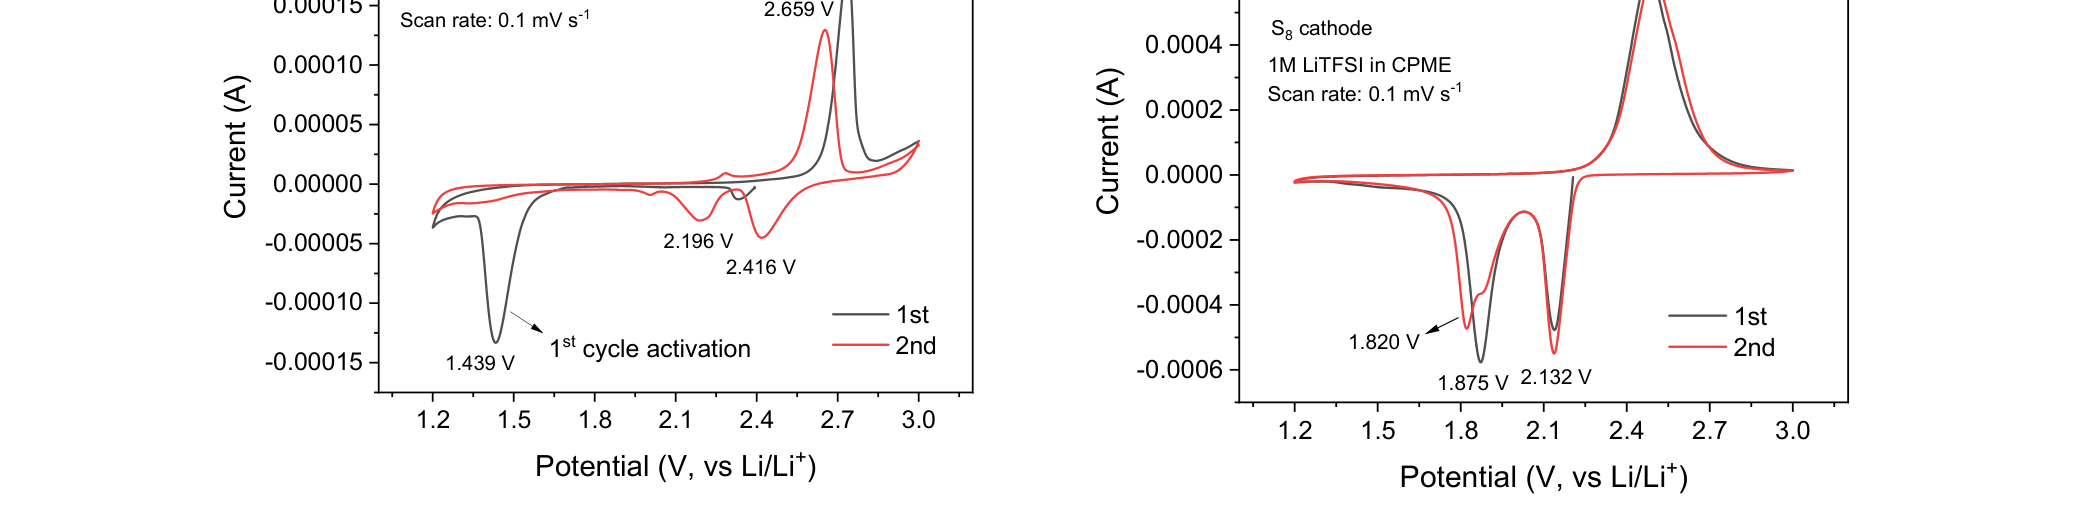 0.00015
Scan rate: 0.1 mV s-1
2.659 V
0.00010
0.00005
0.00000
-0.00005
-0.00010
-0.00015
Current (A)
2.196 V
2.416 V
1st cycle activation
1.439 V
1st
2nd
1.2 1.5 1.8 2.1 2.4 2.7 3.0
Potential (V, vs Li/Li+)
S8 cathode
1M LiTFSI in CPME
Scan rate: 0.1 mV s-1
0.0004
0.0002
0.0000
-0.0002
-0.0004
-0.0006
Current (A)
1.820 V
1.875 V
2.132 V
1st
2nd
1.2 1.5 1.8 2.1 2.4 2.7 3.0
Potential (V, vs Li/Li+)